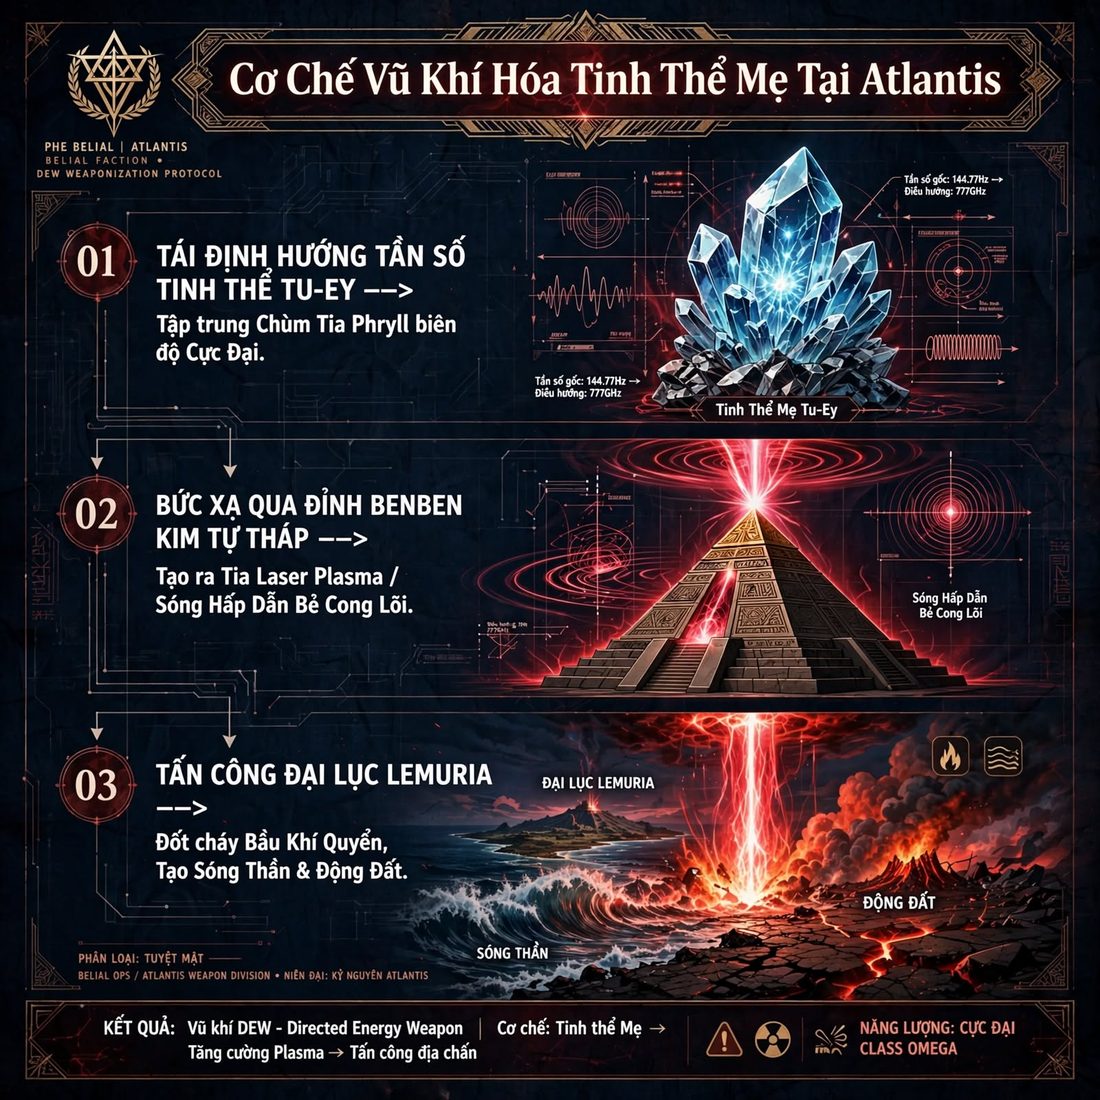 Cơ Chế Vũ Khí Hóa Tinh Thể Mẹ Tại Atlantis
PHE BELIAL | ATLANTIS
BELIAL FACTION •
DEW WEAPONIZATION PROTOCOL
Tần số gốc: 144.77Hz →
Điều hướng: 777GHz
01
TÁI ĐỊNH HƯỚNG TẦN SỐ
TINH THỂ TU-EY -->
Tập trung Chùm Tia Phryll biên
độ Cực Đại.
Tần số gốc: 144.77Hz →
Điều hướng: 777GHz
Tinh Thể Mẹ Tu-Ey
02
BỨC XẠ QUA ĐỈNH BENBEN
KIM TỰ THÁP -->
Tạo ra Tia Laser Plasma /
Sóng Hấp Dẫn Bẻ Cong Lõi.
Sóng Hấp Dẫn
Bẻ Cong Lõi
03
TẤN CÔNG ĐẠI LỤC LEMURIA
-->
Đốt cháy Bầu Khí Quyển,
Tạo Sóng Thần & Động Đất.
ĐẠI LỤC LEMURIA
ĐỘNG ĐẤT
SÓNG THẦN
PHÂN LOẠI: TUYỆT MẬT
BELIAL OPS / ATLANTIS WEAPON DIVISION • NIÊN ĐẠI: KỶ NGUYÊN ATLANTIS
KẾT QUẢ: Vũ khí DEW - Directed Energy Weapon | Cơ chế: Tinh thể Mẹ →
Tăng cường Plasma → Tấn công địa chấn
NĂNG LƯỢNG: CỰC ĐẠI
CLASS OMEGA